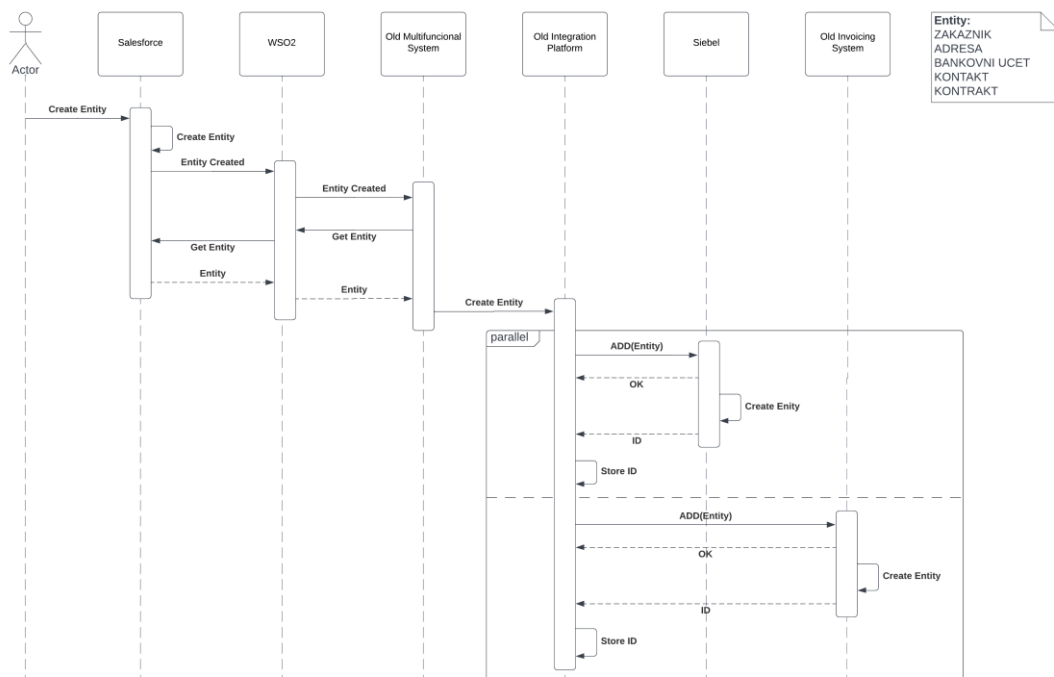 Actor
Salesforce
WSO2
Old Multifuncional
System
Old Integration
Platform
Siebel
Old Invoicing
System
Entity:
ZAKAZNIK
ADRESA
BANKOVNI UCET
KONTAKT
KONTRAKT
Create Entity
Create Entity
Entity Created
Entity Created
Get Entity
Get Entity
Entity
Entity
Create Entity
parallel
ADD(Entity)
OK
Create Enity
ID
Store ID
ADD(Entity)
OK
Create Entity
ID
Store ID